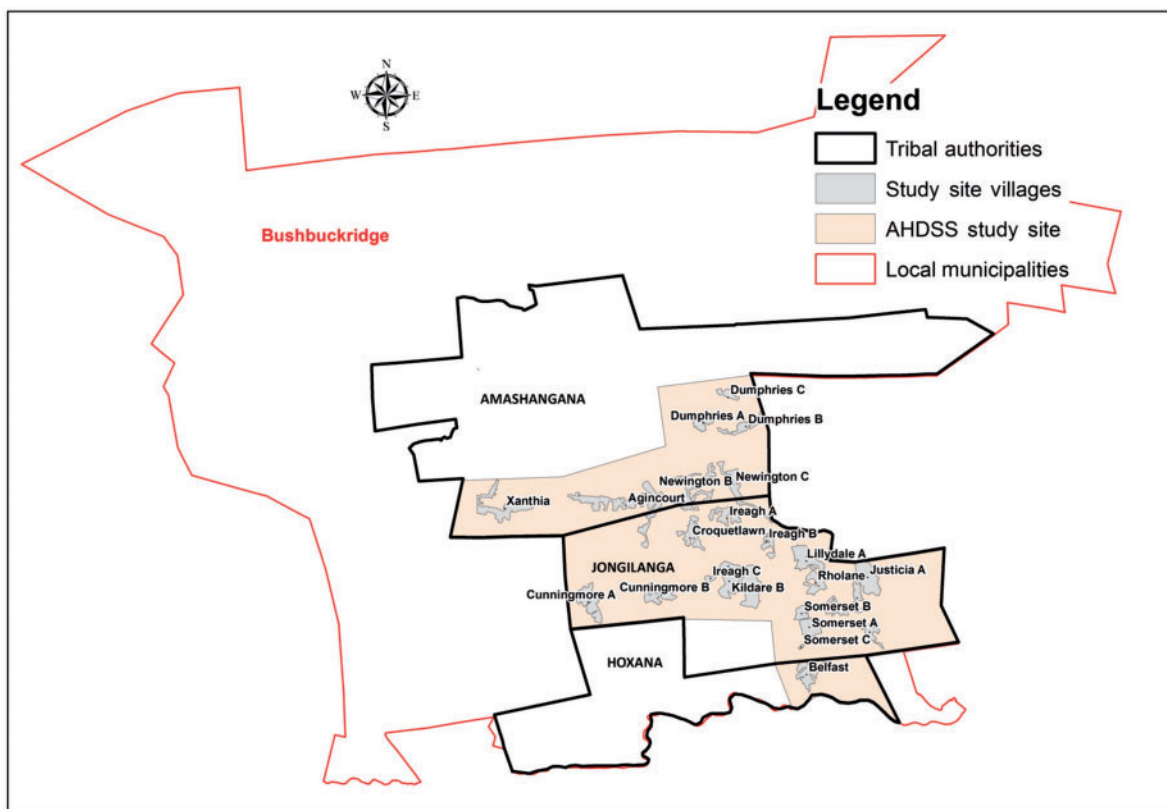 N
W E
S
Legend
Tribal authorities
Study site villages
AHDSS study site
Local municipalities
Bushbuckridge
AMASHANGANA
Dumphries C
Dumphries A
Dumphries B
Newington B
Newington C
Xanthia
Agincourt
Ireagh A
Croquetlawn
Ireagh B
Lillydale A
JONGILANGA
Ireagh C
Rholane
Justicia A
Cunningmore A
Cunningmore B
Kildare B
Somerset B
Somerset A
Somerset C
HOXANA
Belfast